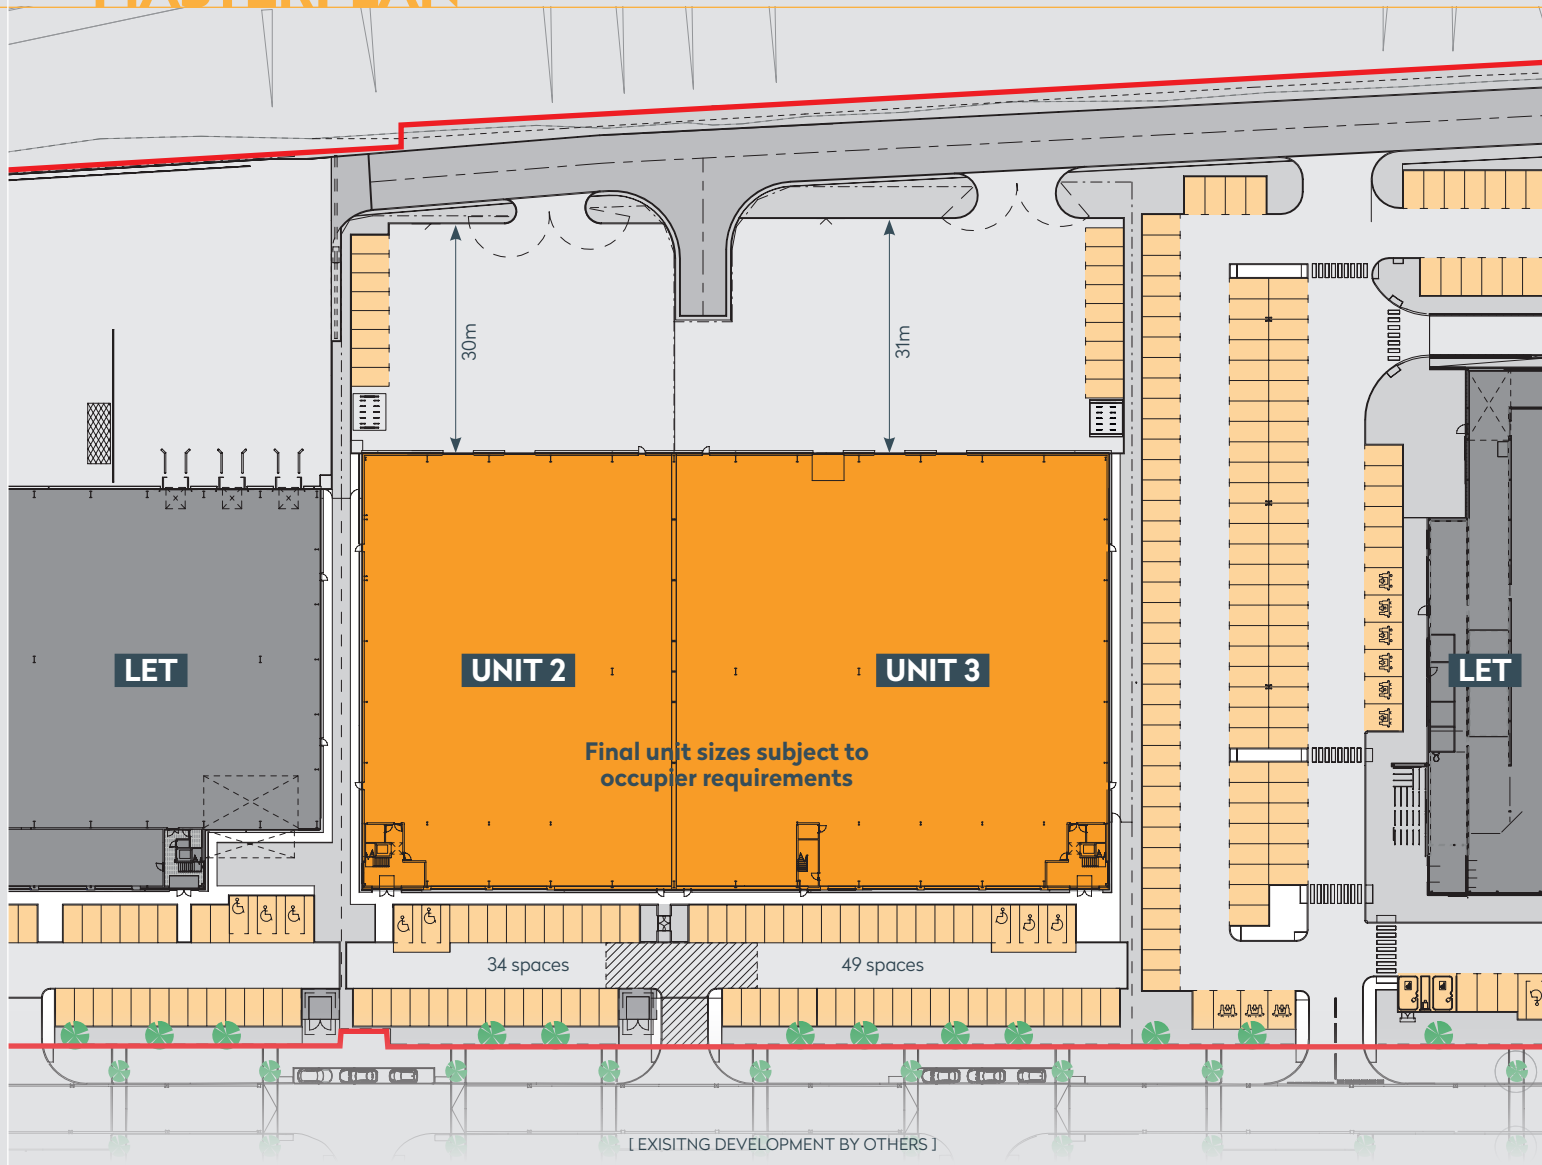 MASTERPLAN
30m
31m
LET
UNIT 2
UNIT 3
LET
Final unit sizes subject to
occupier requirements
34 spaces
49 spaces
[ EXISITNG DEVELOPMENT BY OTHERS ]